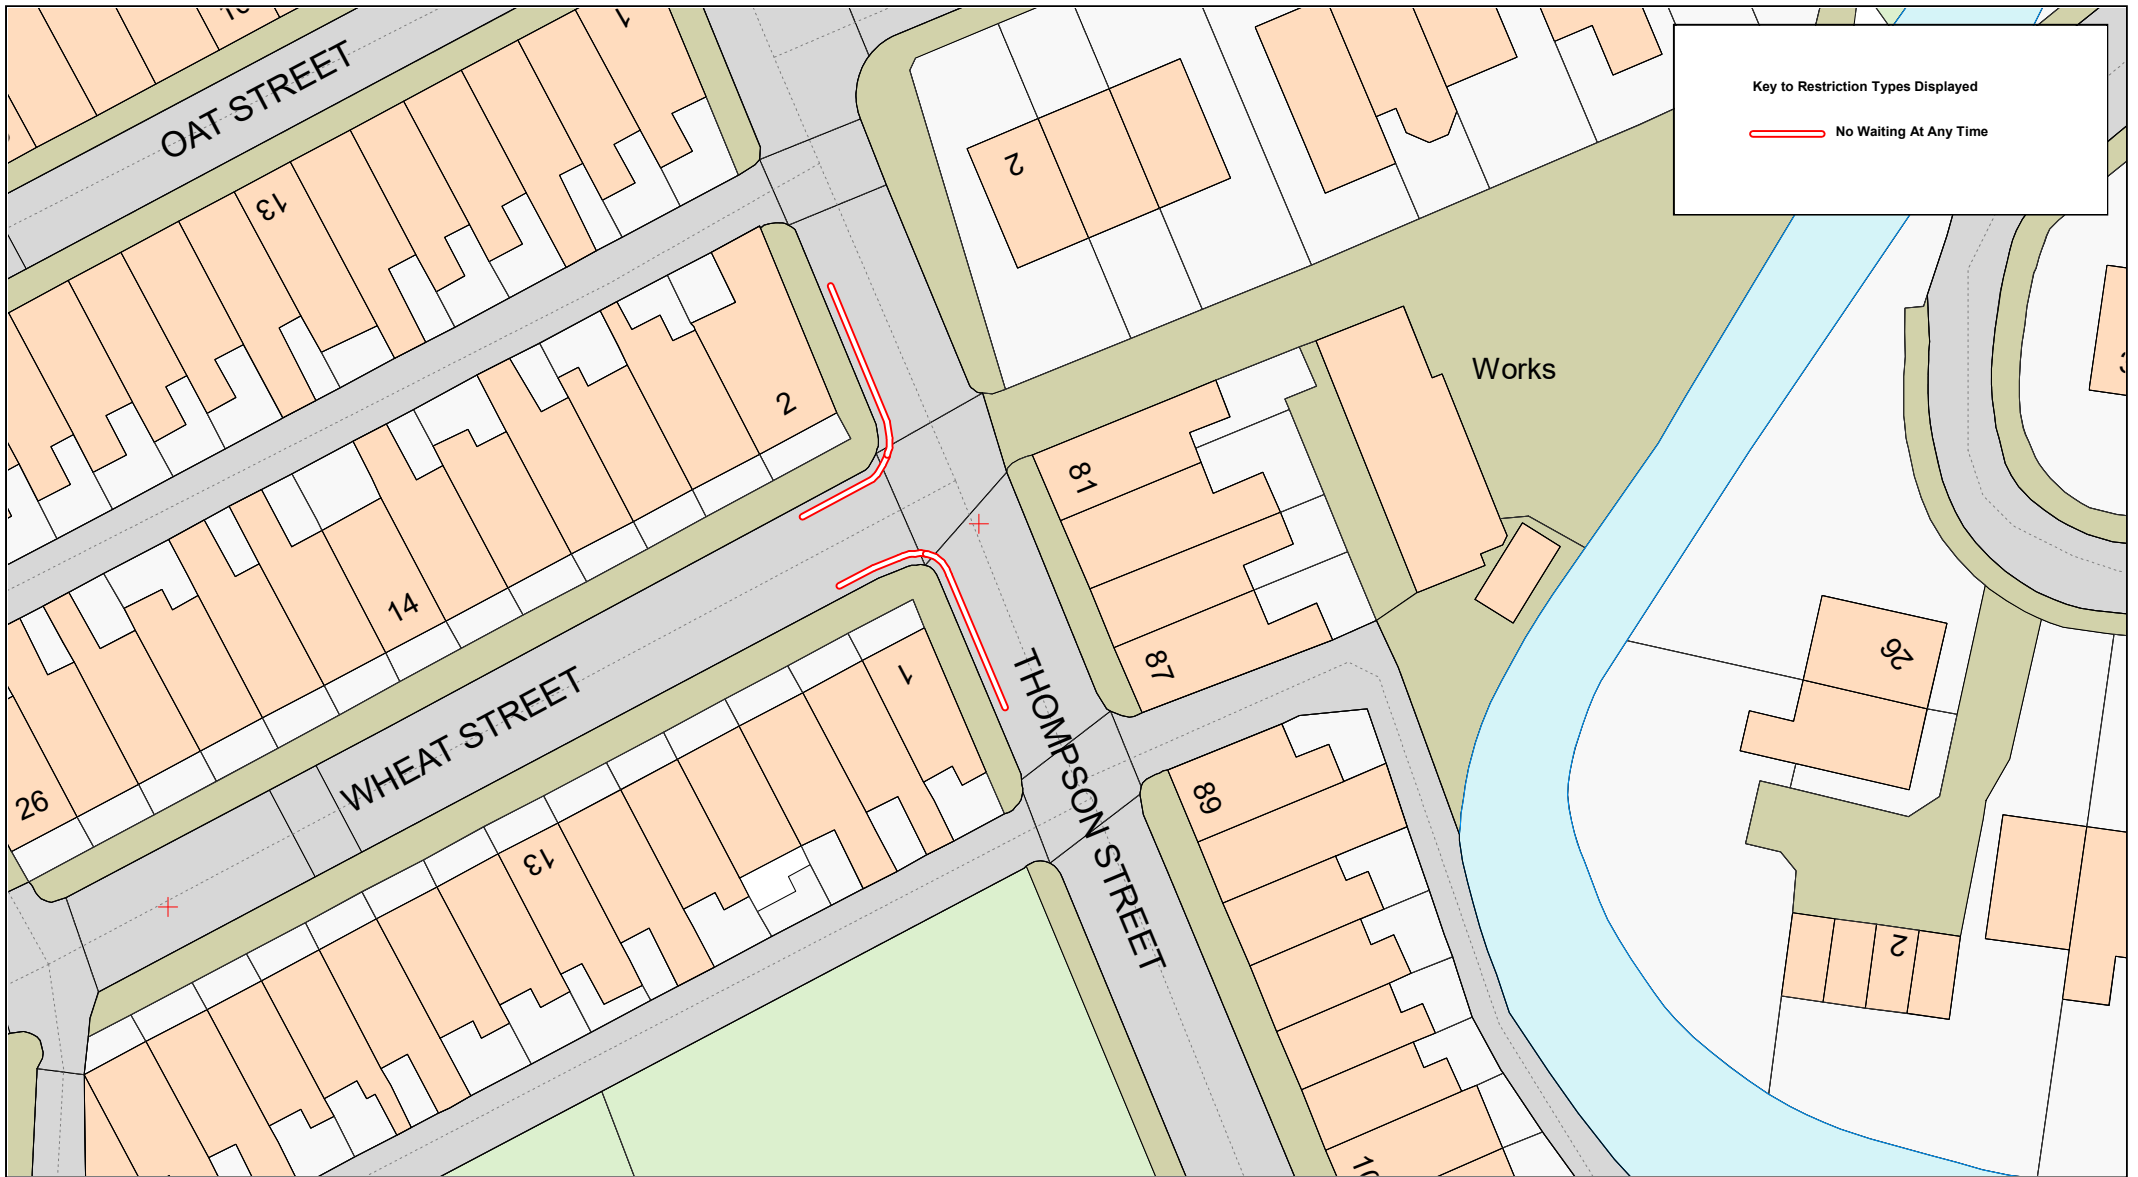 1
OAT STREET
Key to Restriction Types Displayed
No Waiting At Any Time
2
13
Works
2
81
14
26
87
1
THOMPSON STREET
WHEAT STREET
26
89
13
2